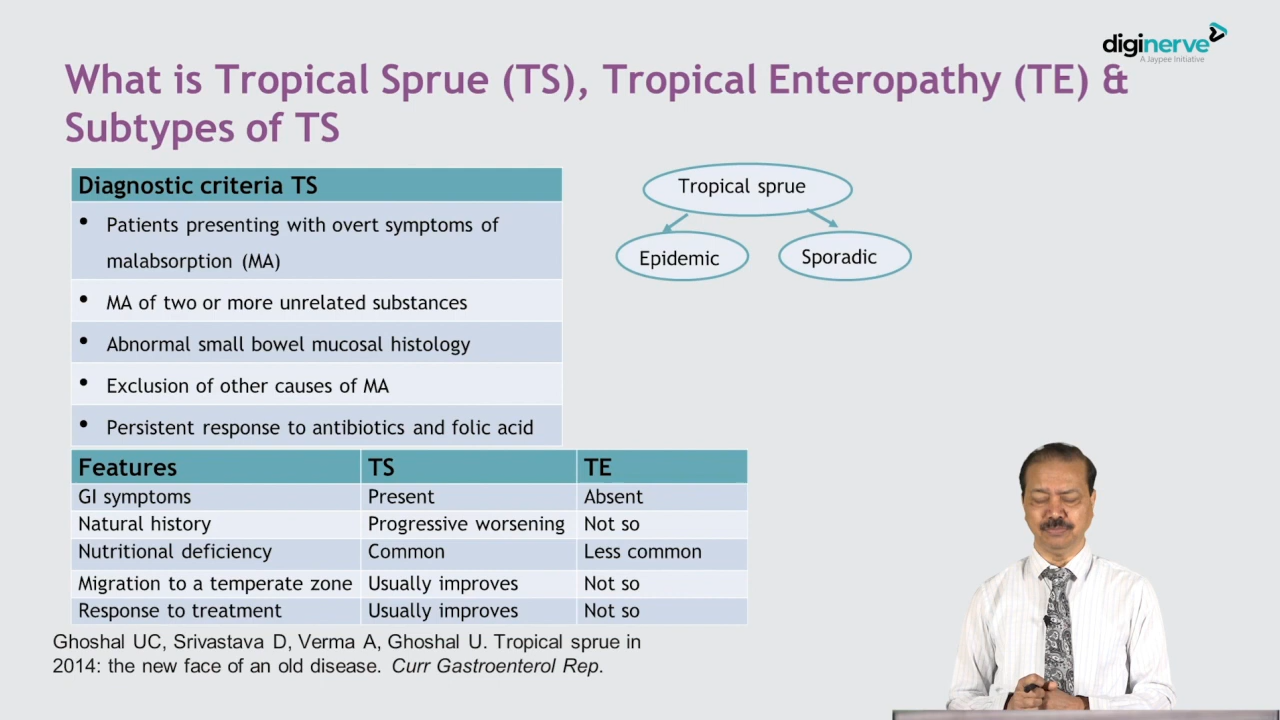 diginerve
A Jaypee Initiative
What is Tropical Sprue (TS), Tropical Enteropathy (TE) &
Subtypes of TS
Diagnostic criteria TS
• Patients presenting with overt symptoms of
malabsorption (MA)
• MA of two or more unrelated substances
• Abnormal small bowel mucosal histology
• Exclusion of other causes of MA
• Persistent response to antibiotics and folic acid
Tropical sprue
Epidemic Sporadic
Features TS TE
GI symptoms Present Absent
Natural history Progressive worsening Not so
Nutritional deficiency Common Less common
Migration to a temperate zone Usually improves Not so
Response to treatment Usually improves Not so
Ghoshal UC, Srivastava D, Verma A, Ghoshal U. Tropical sprue in
2014: the new face of an old disease. Curr Gastroenterol Rep.